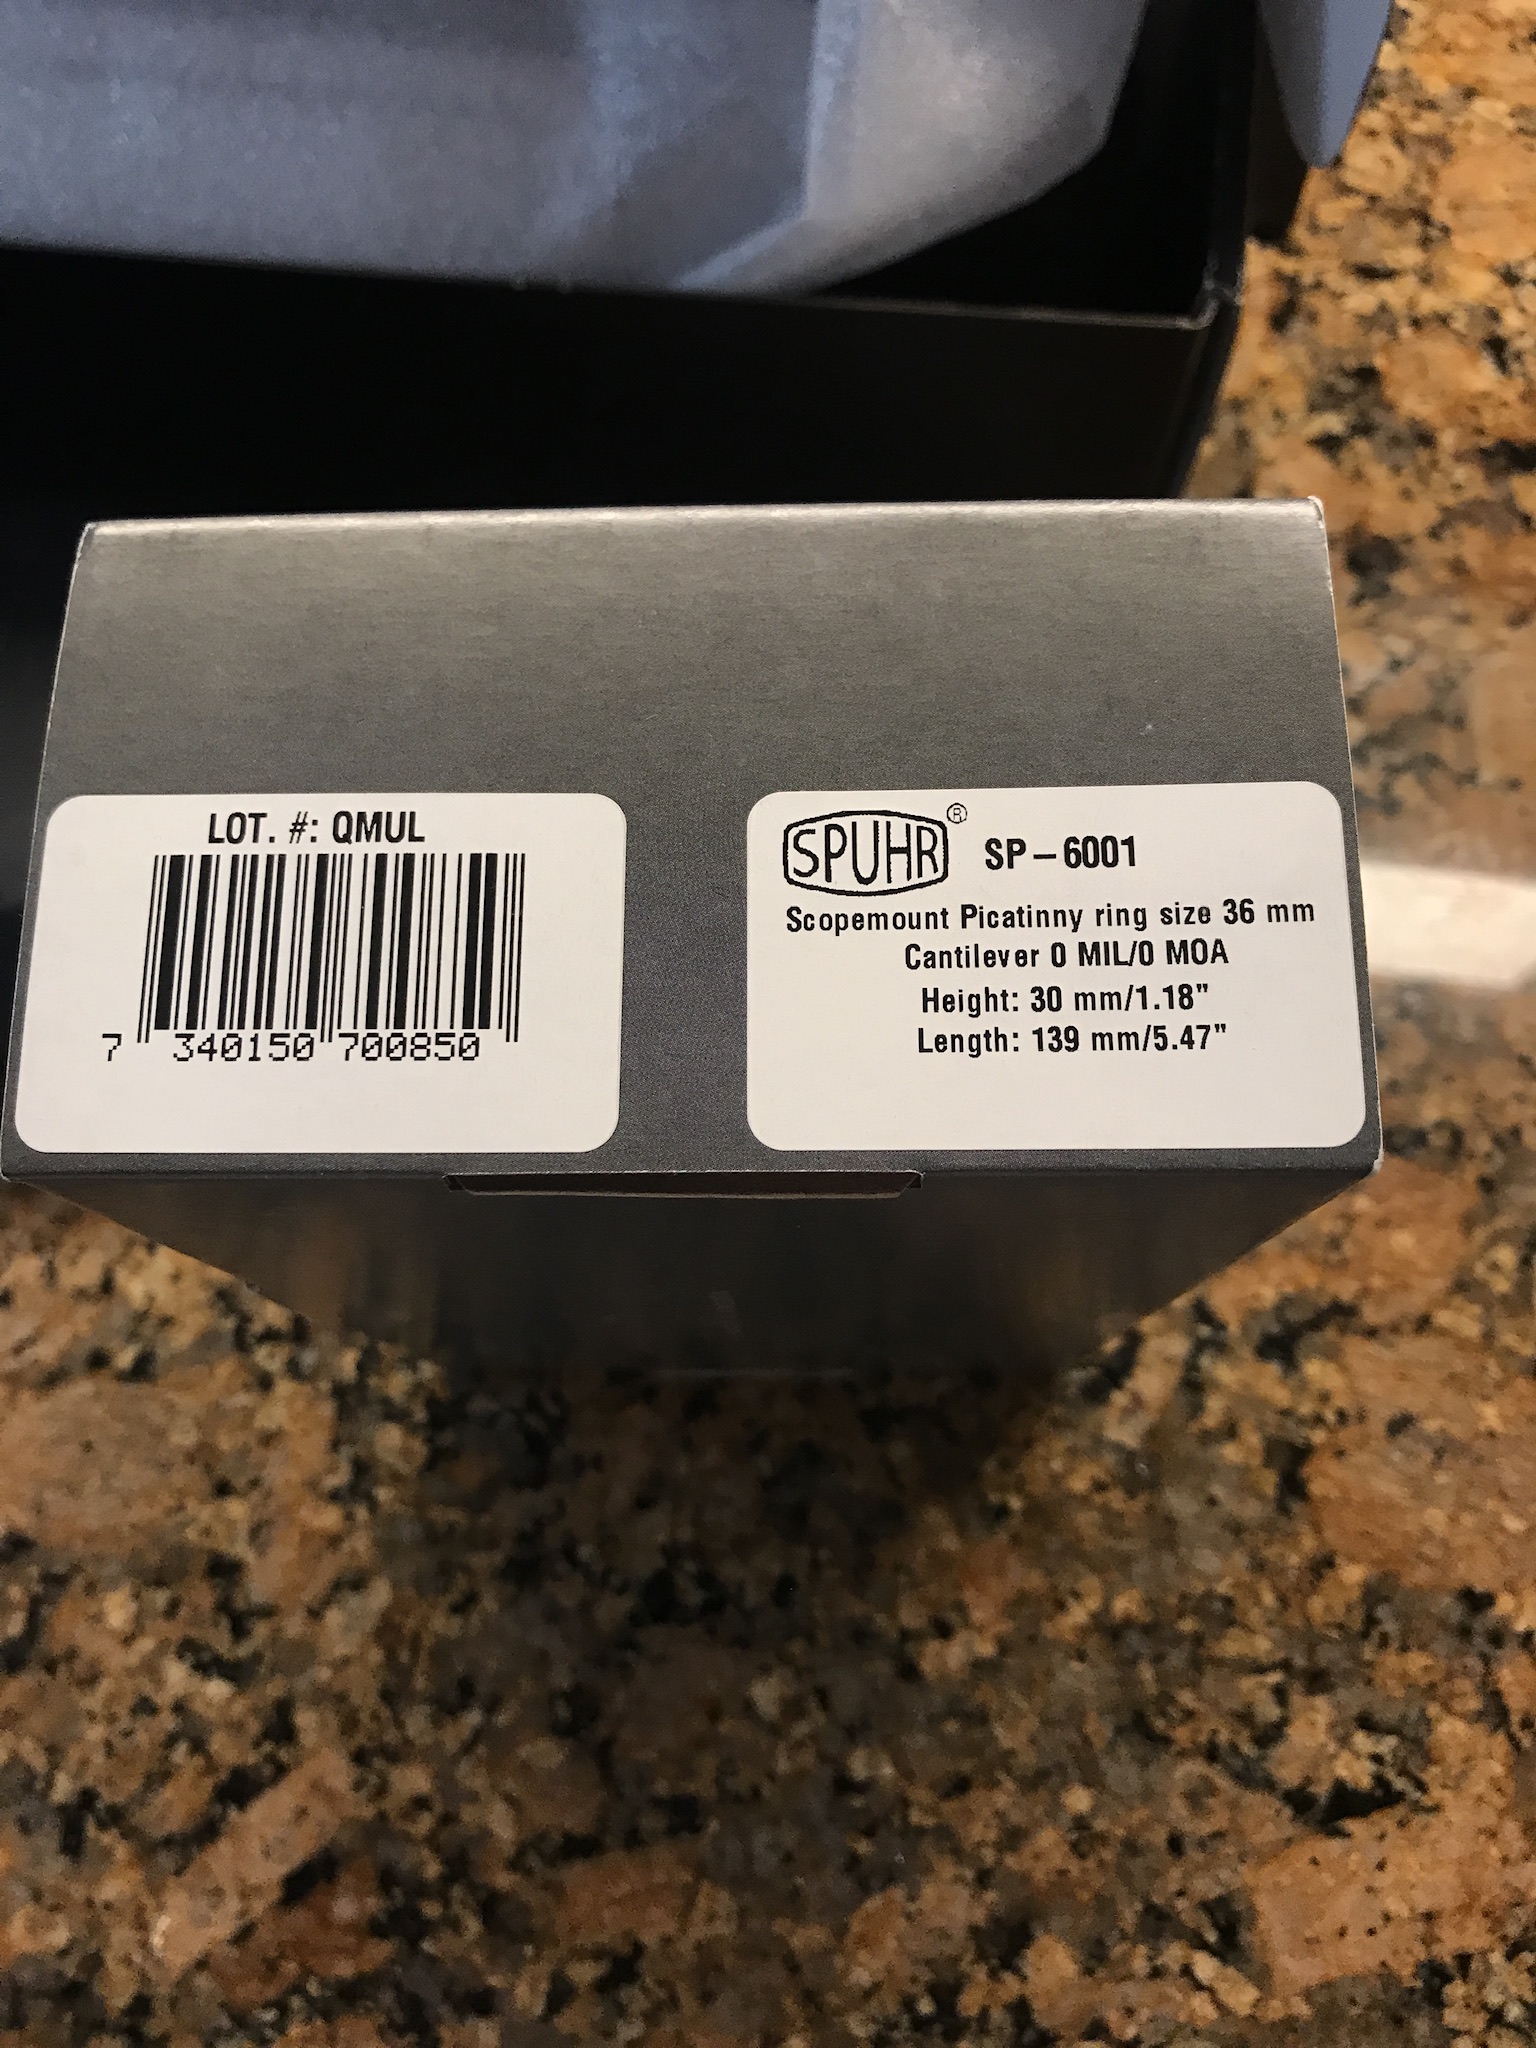 LOT. #: QMUL
7 340150 700850
SPUHR® SP-6001
Scopemount Picatinny ring size 36 mm
Cantilever 0 MIL/0 MOA
Height: 30 mm/1.18"
Length: 139 mm/5.47"